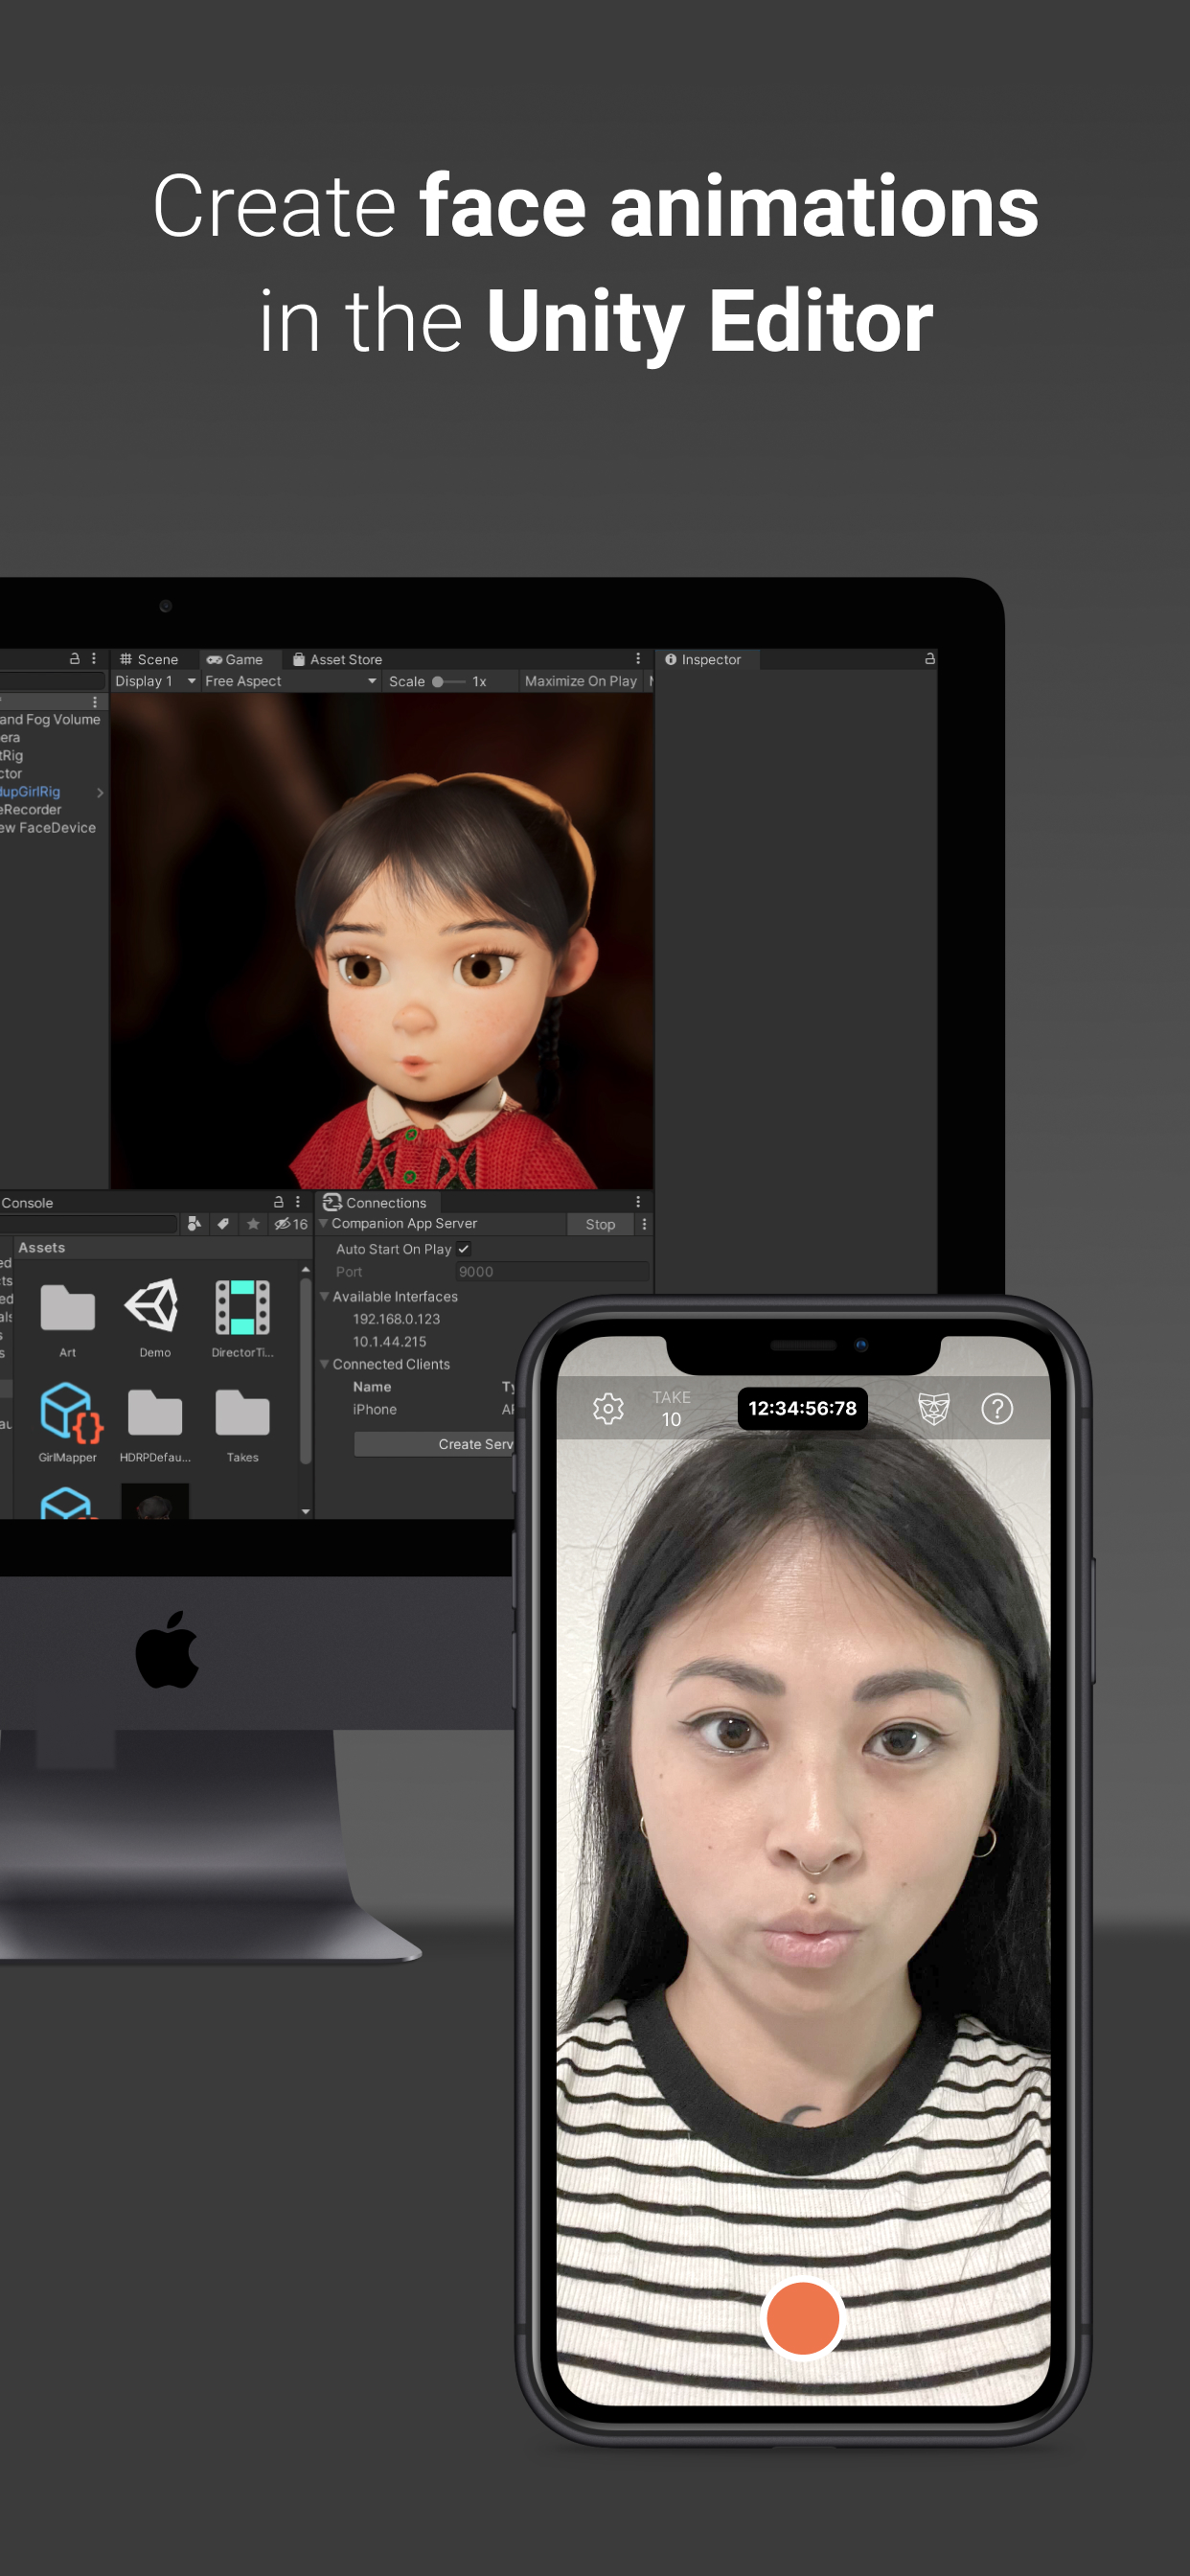 Create face animations
in the Unity Editor
Scene
Game
Asset Store
Inspector
Display 1
Free Aspect
Scale
1x
Maximize On Play
and Fog Volume
era
tRig
ctor
dupGirlRig
eRecorder
ew FaceDevice
Console
16
Assets
Art
Demo
DirectorTi...
GirlMapper
HDRPDefau...
Takes
Connections
Companion App Server
Stop
Auto Start On Play
Port
9000
Available Interfaces
192.168.0.123
10.1.44.215
Connected Clients
Name
iPhone
Create Serv
TAKE
10
12:34:56:78
?